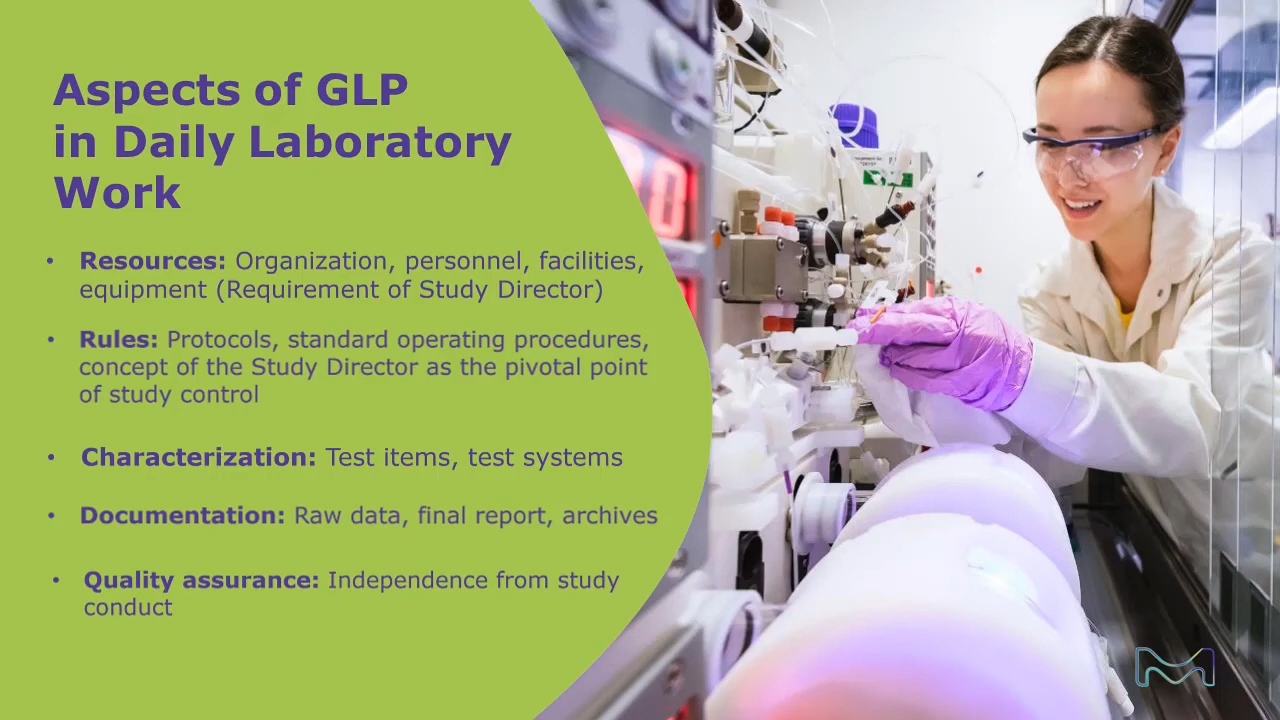 Aspects of GLP
in Daily Laboratory
Work
• Resources: Organization, personnel, facilities,
equipment (Requirement of Study Director)
• Rules: Protocols, standard operating procedures,
concept of the Study Director as the pivotal point
of study control
• Characterization: Test items, test systems
• Documentation: Raw data, final report, archives
• Quality assurance: Independence from study
conduct